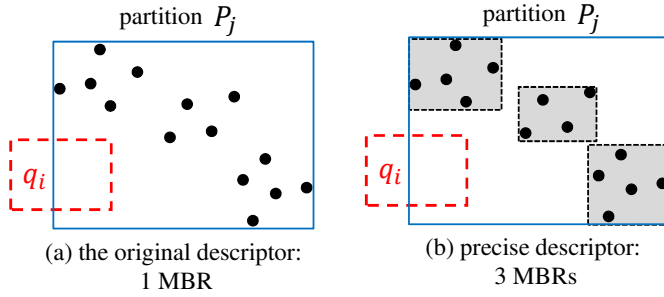 partition P_j
q_i
(a) the original descriptor:
1 MBR
partition P_j
q_i
(b) precise descriptor:
3 MBRs